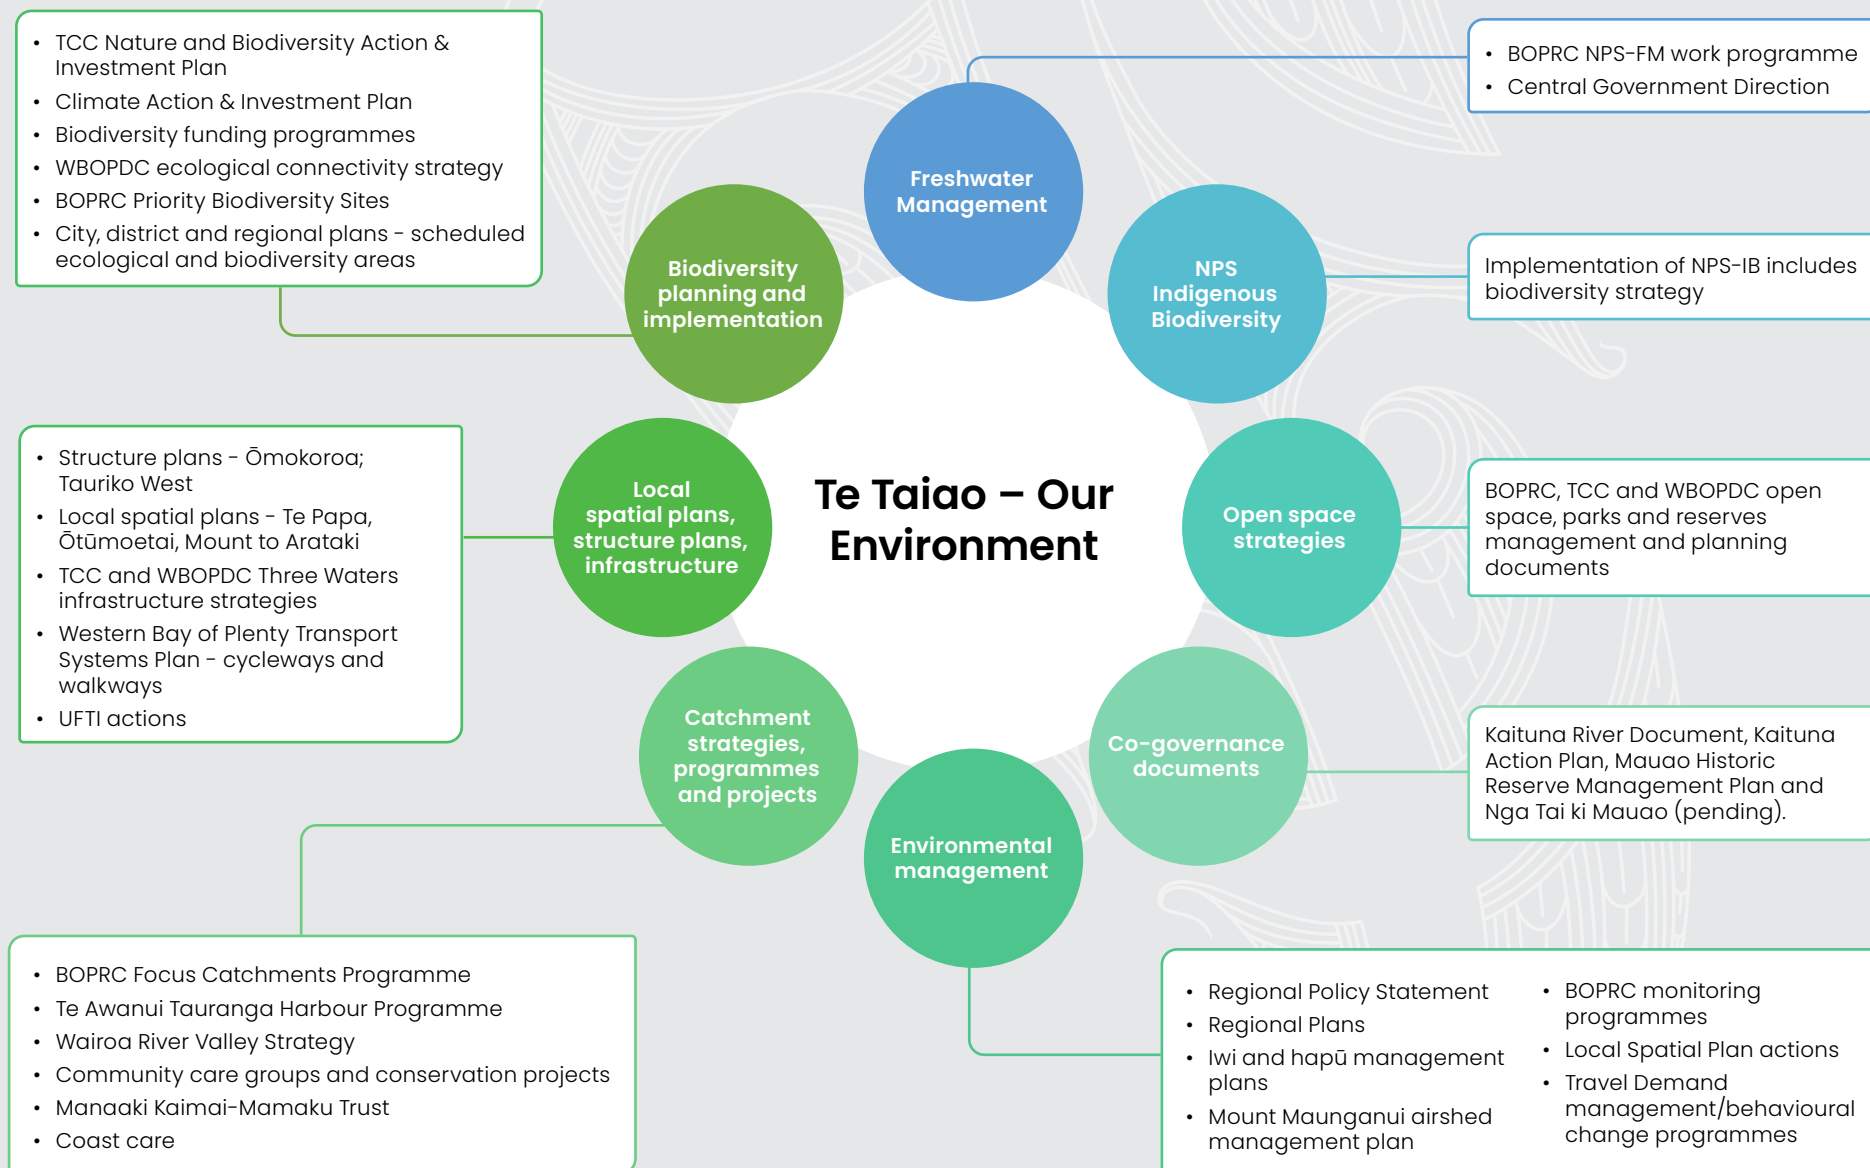 • TCC Nature and Biodiversity Action &
Investment Plan
• Climate Action & Investment Plan
• Biodiversity funding programmes
• WBOPDC ecological connectivity strategy
• BOPRC Priority Biodiversity Sites
• City, district and regional plans - scheduled
ecological and biodiversity areas
• BOPRC NPS-FM work programme
• Central Government Direction
Freshwater
Management
Biodiversity
planning and
implementation
NPS
Indigenous
Biodiversity
Implementation of NPS-IB includes
biodiversity strategy
• Structure plans - Ōmokoroa;
Tauriko West
• Local spatial plans - Te Papa,
Ōtūmoetai, Mount to Arataki
• TCC and WBOPDC Three Waters
infrastructure strategies
• Western Bay of Plenty Transport
Systems Plan - cycleways and
walkways
• UFTI actions
Local
spatial plans,
structure plans,
infrastructure
Te Taiao – Our
Environment
Open space
strategies
BOPRC, TCC and WBOPDC open
space, parks and reserves
management and planning
documents
Catchment
strategies,
programmes
and projects
Co-governance
documents
Kaituna River Document, Kaituna
Action Plan, Mauao Historic
Reserve Management Plan and
Nga Tai ki Mauao (pending).
Environmental
management
• BOPRC Focus Catchments Programme
• Te Awanui Tauranga Harbour Programme
• Wairoa River Valley Strategy
• Community care groups and conservation projects
• Manaaki Kaimai-Mamaku Trust
• Coast care
• Regional Policy Statement
• Regional Plans
• Iwi and hapū management
plans
• Mount Maunganui airshed
management plan
• BOPRC monitoring
programmes
• Local Spatial Plan actions
• Travel Demand
management/behavioural
change programmes